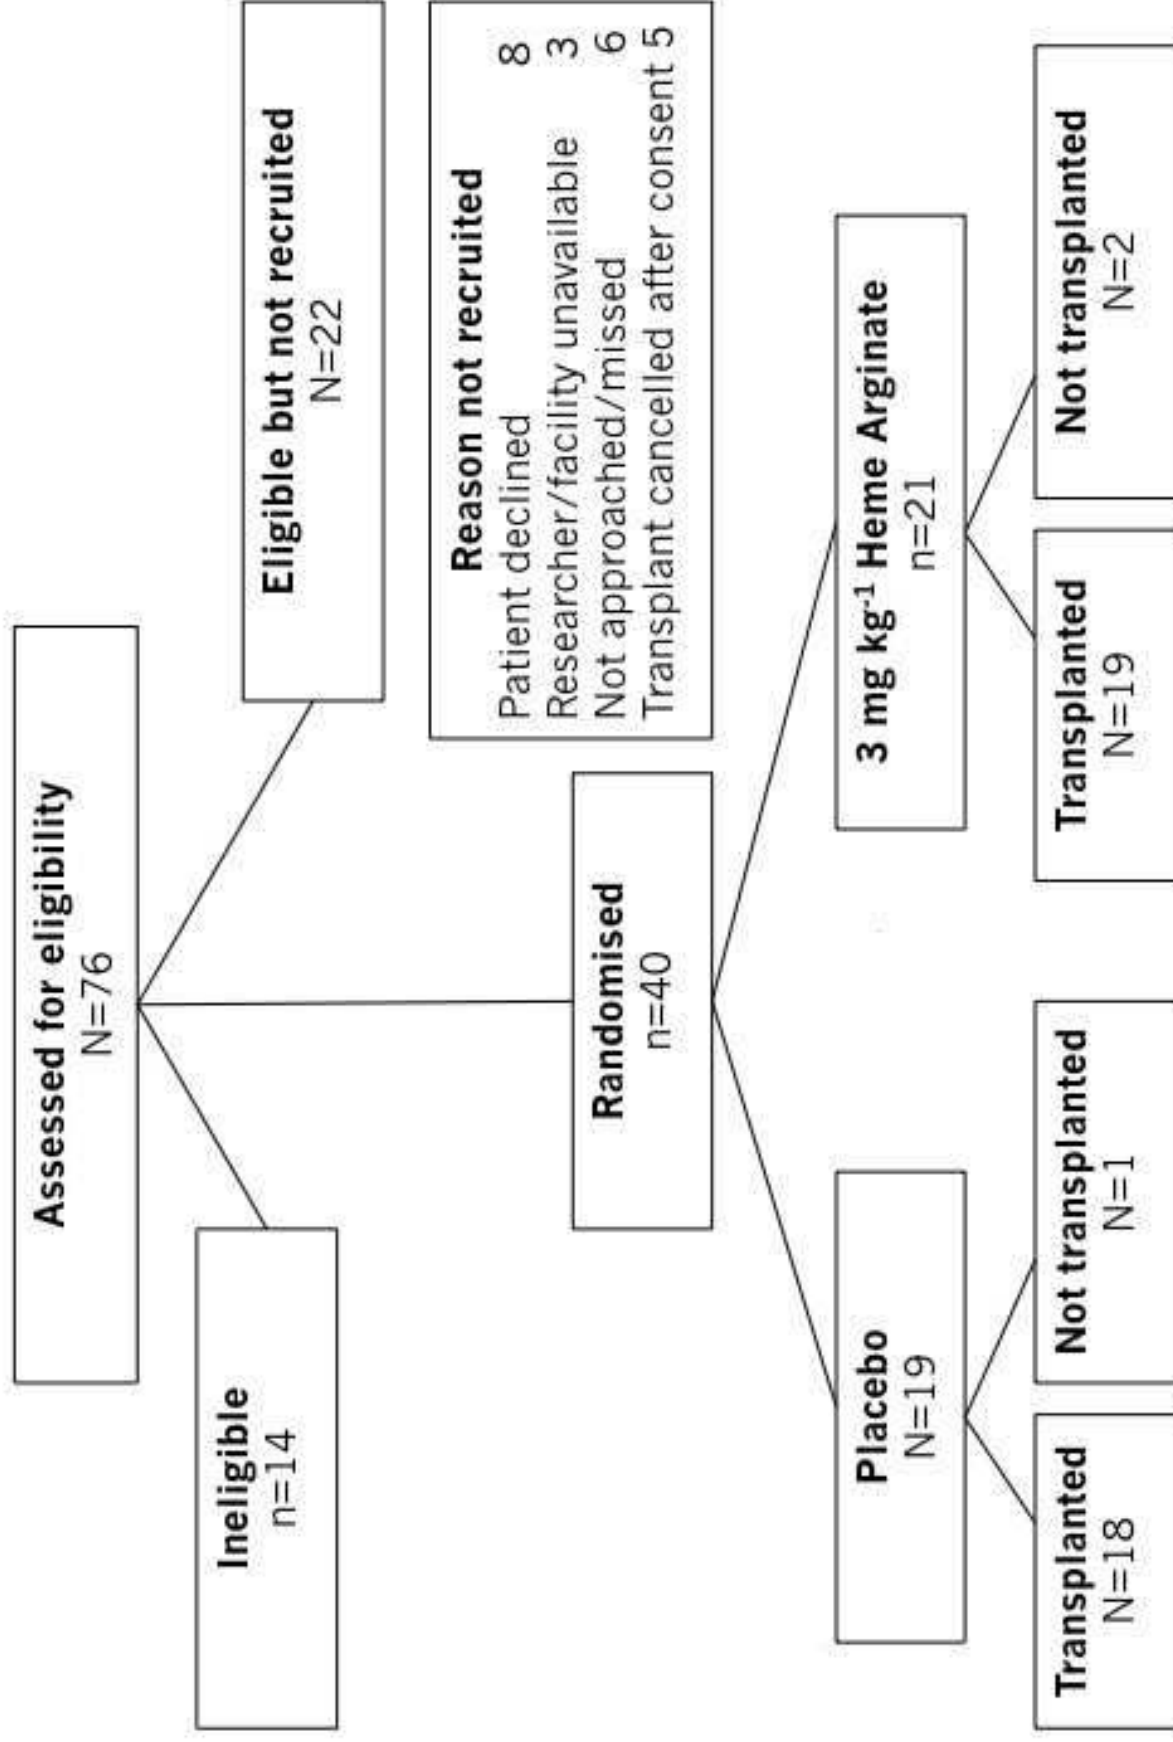 Assessed for eligibility
N=76
Ineligible
n=14
Eligible but not recruited
N=22
Reason not recruited
Patient declined 8
Researcher/facility unavailable 3
Not approached/missed 6
Transplant cancelled after consent 5
Randomised
n=40
Placebo
N=19
3 mg kg⁻¹ Heme Arginate
n=21
Transplanted
N=18
Not transplanted
N=1
Transplanted
N=19
Not transplanted
N=2